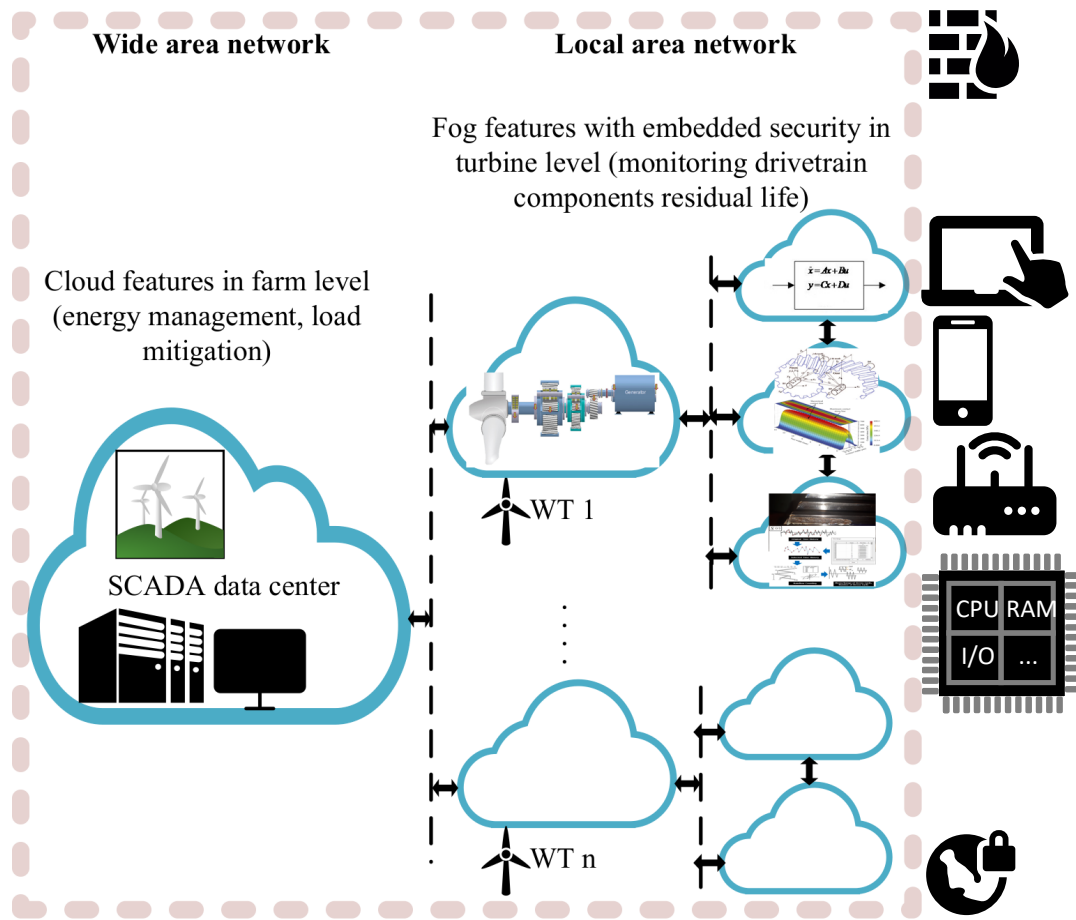 Wide area network
Local area network
Fog features with embedded security in
turbine level (monitoring drivetrain
components residual life)
Cloud features in farm level
(energy management, load
mitigation)
ẋ = Ax + Bu
y = Cx + Du
Generator
WT 1
SCADA data center
CPU RAM
I/O ...
WT n